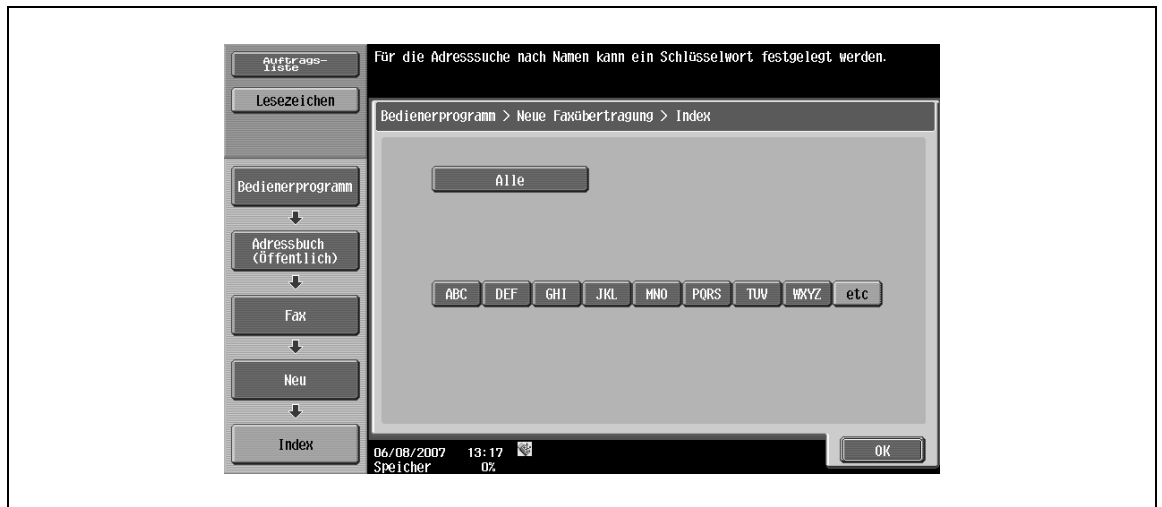 Auftrags-
liste
Lesezeichen
Bedienerprogramm
Adressbuch
(Öffentlich)
Fax
Neu
Index
Für die Adresssuche nach Namen kann ein Schlüsselwort festgelegt werden.
Bedienerprogramm > Neue Faxübertragung > Index
Alle
ABC DEF GHI JKL MNO PQRS TUV WXYZ etc
06/08/2007 13:17
Speicher 0%
OK